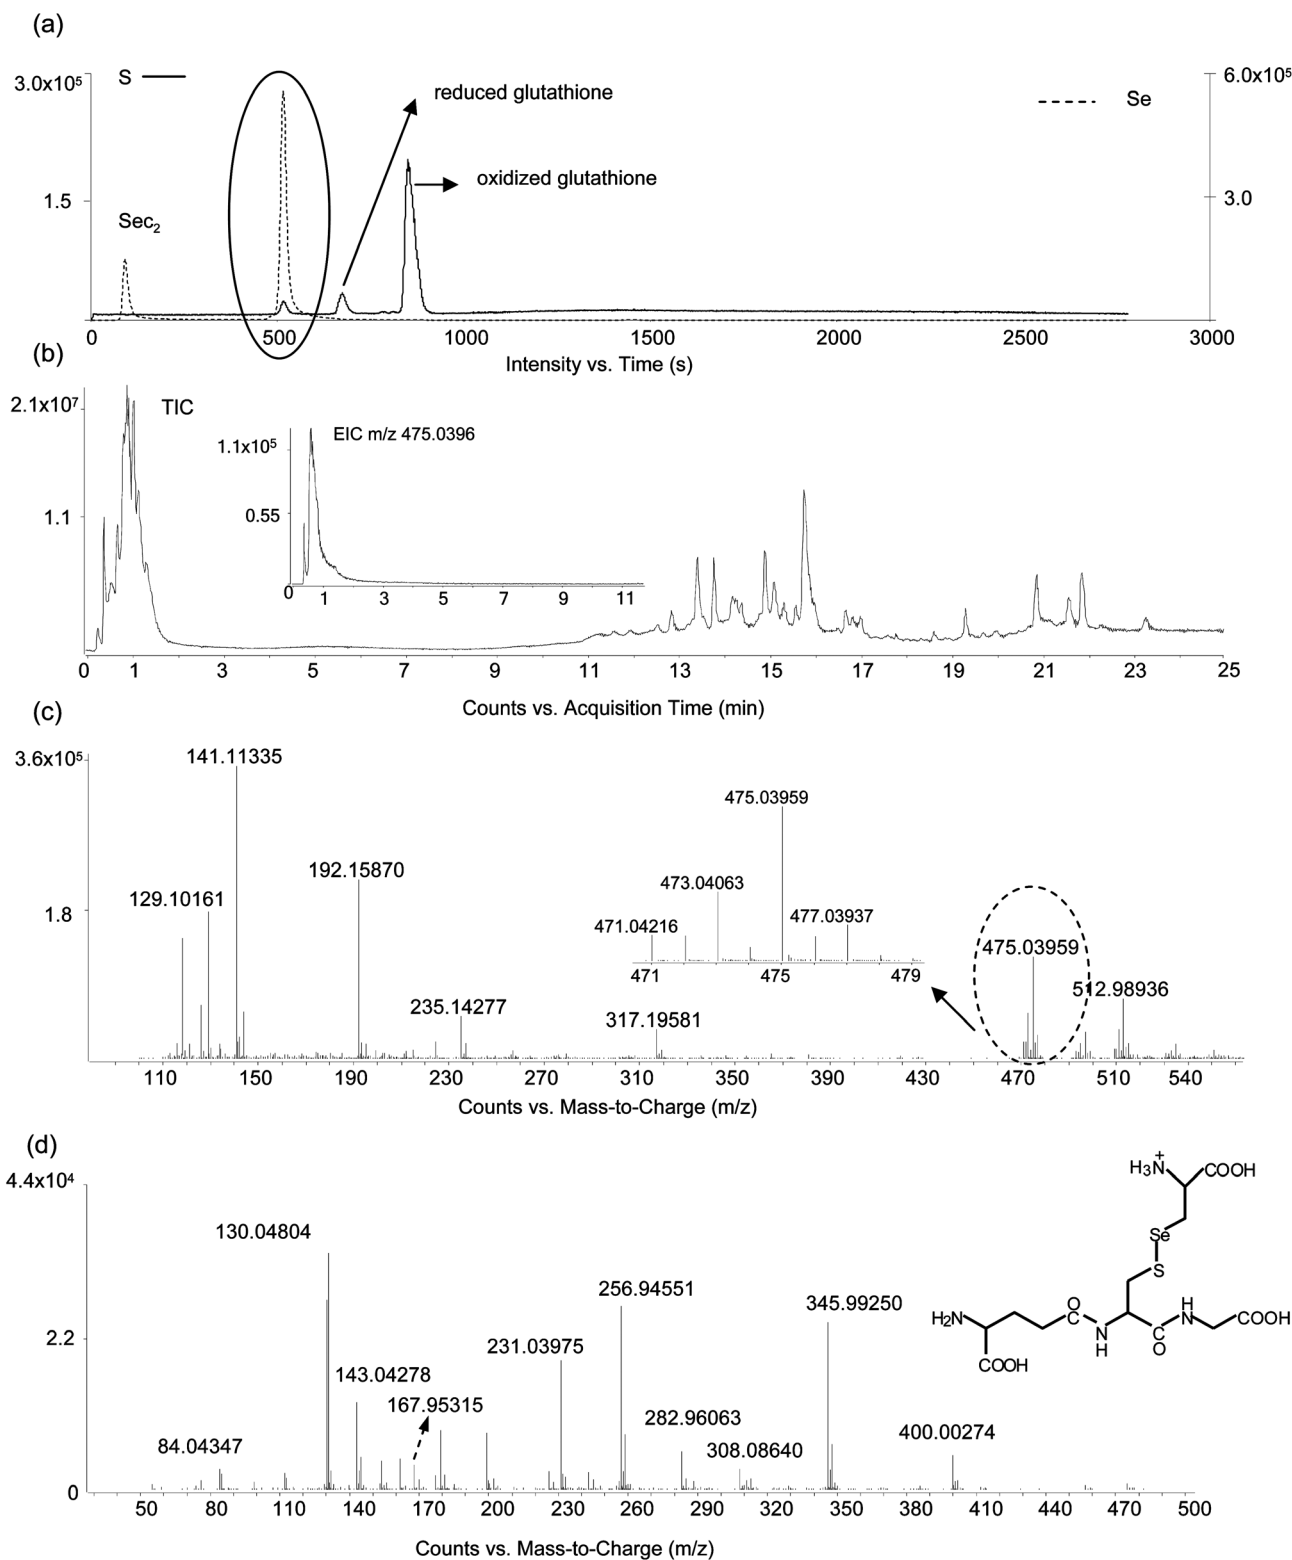 (a)
3.0x10⁵
S
reduced glutathione
6.0x10⁵
Se
oxidized glutathione
1.5
3.0
Sec₂
0 500 1000 1500 2000 2500 3000
Intensity vs. Time (s)
(b)
2.1x10⁷
TIC
EIC m/z 475.0396
1.1x10⁵
1.1
0.55
0 1 3 5 7 9 11
0 1 3 5 7 9 11 13 15 17 19 21 23 25
Counts vs. Acquisition Time (min)
(c)
3.6x10⁵
141.11335
475.03959
192.15870
473.04063
129.10161
1.8
471.04216
477.03937
475.03959
471 475 479
512.98936
235.14277
317.19581
110 150 190 230 270 310 350 390 430 470 510 540
Counts vs. Mass-to-Charge (m/z)
(d)
4.4x10⁴
H₃N⁺
COOH
130.04804
Se
S
256.94551
345.99250
H₂N
O
N
H
H
N
COOH
O
COOH
2.2
231.03975
143.04278
167.95315
282.96063
400.00274
84.04347
308.08640
0
50 80 110 140 170 200 230 260 290 320 350 380 410 440 470 500
Counts vs. Mass-to-Charge (m/z)